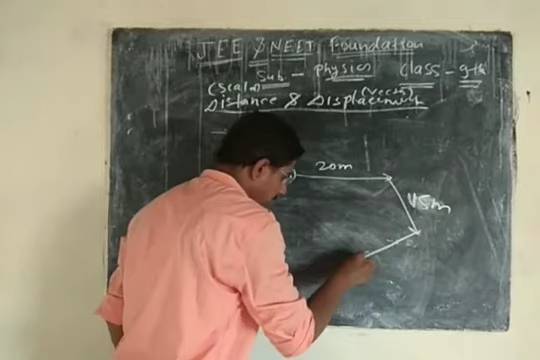 JEE & NEET Foundation
Sub - physics class - 9th
(Scalar) (Vector)
Distance & Displacement
20m
15m